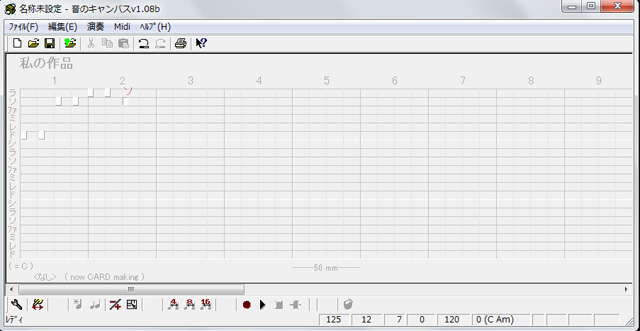 名称未設定 - 音のキャンバスv1.08b
ﾌｧｲﾙ(F) 編集(E) 演奏 Midi ﾍﾙﾌﾟ(H)
私の作品
1 2 3 4 5 6 7 8 9
ラ
ソ
ファ
ミ
レ
ド
シ
ラ
ソ
ファ
ミ
レ
ド
シ
ラ
ソ
ファ
ミ
レ
ド
ソ
( = C )
50 mm
<なし> ( now CARD making )
4 8 16
ﾚﾃﾞｨ 125 12 7 0 120 0 (C Am)